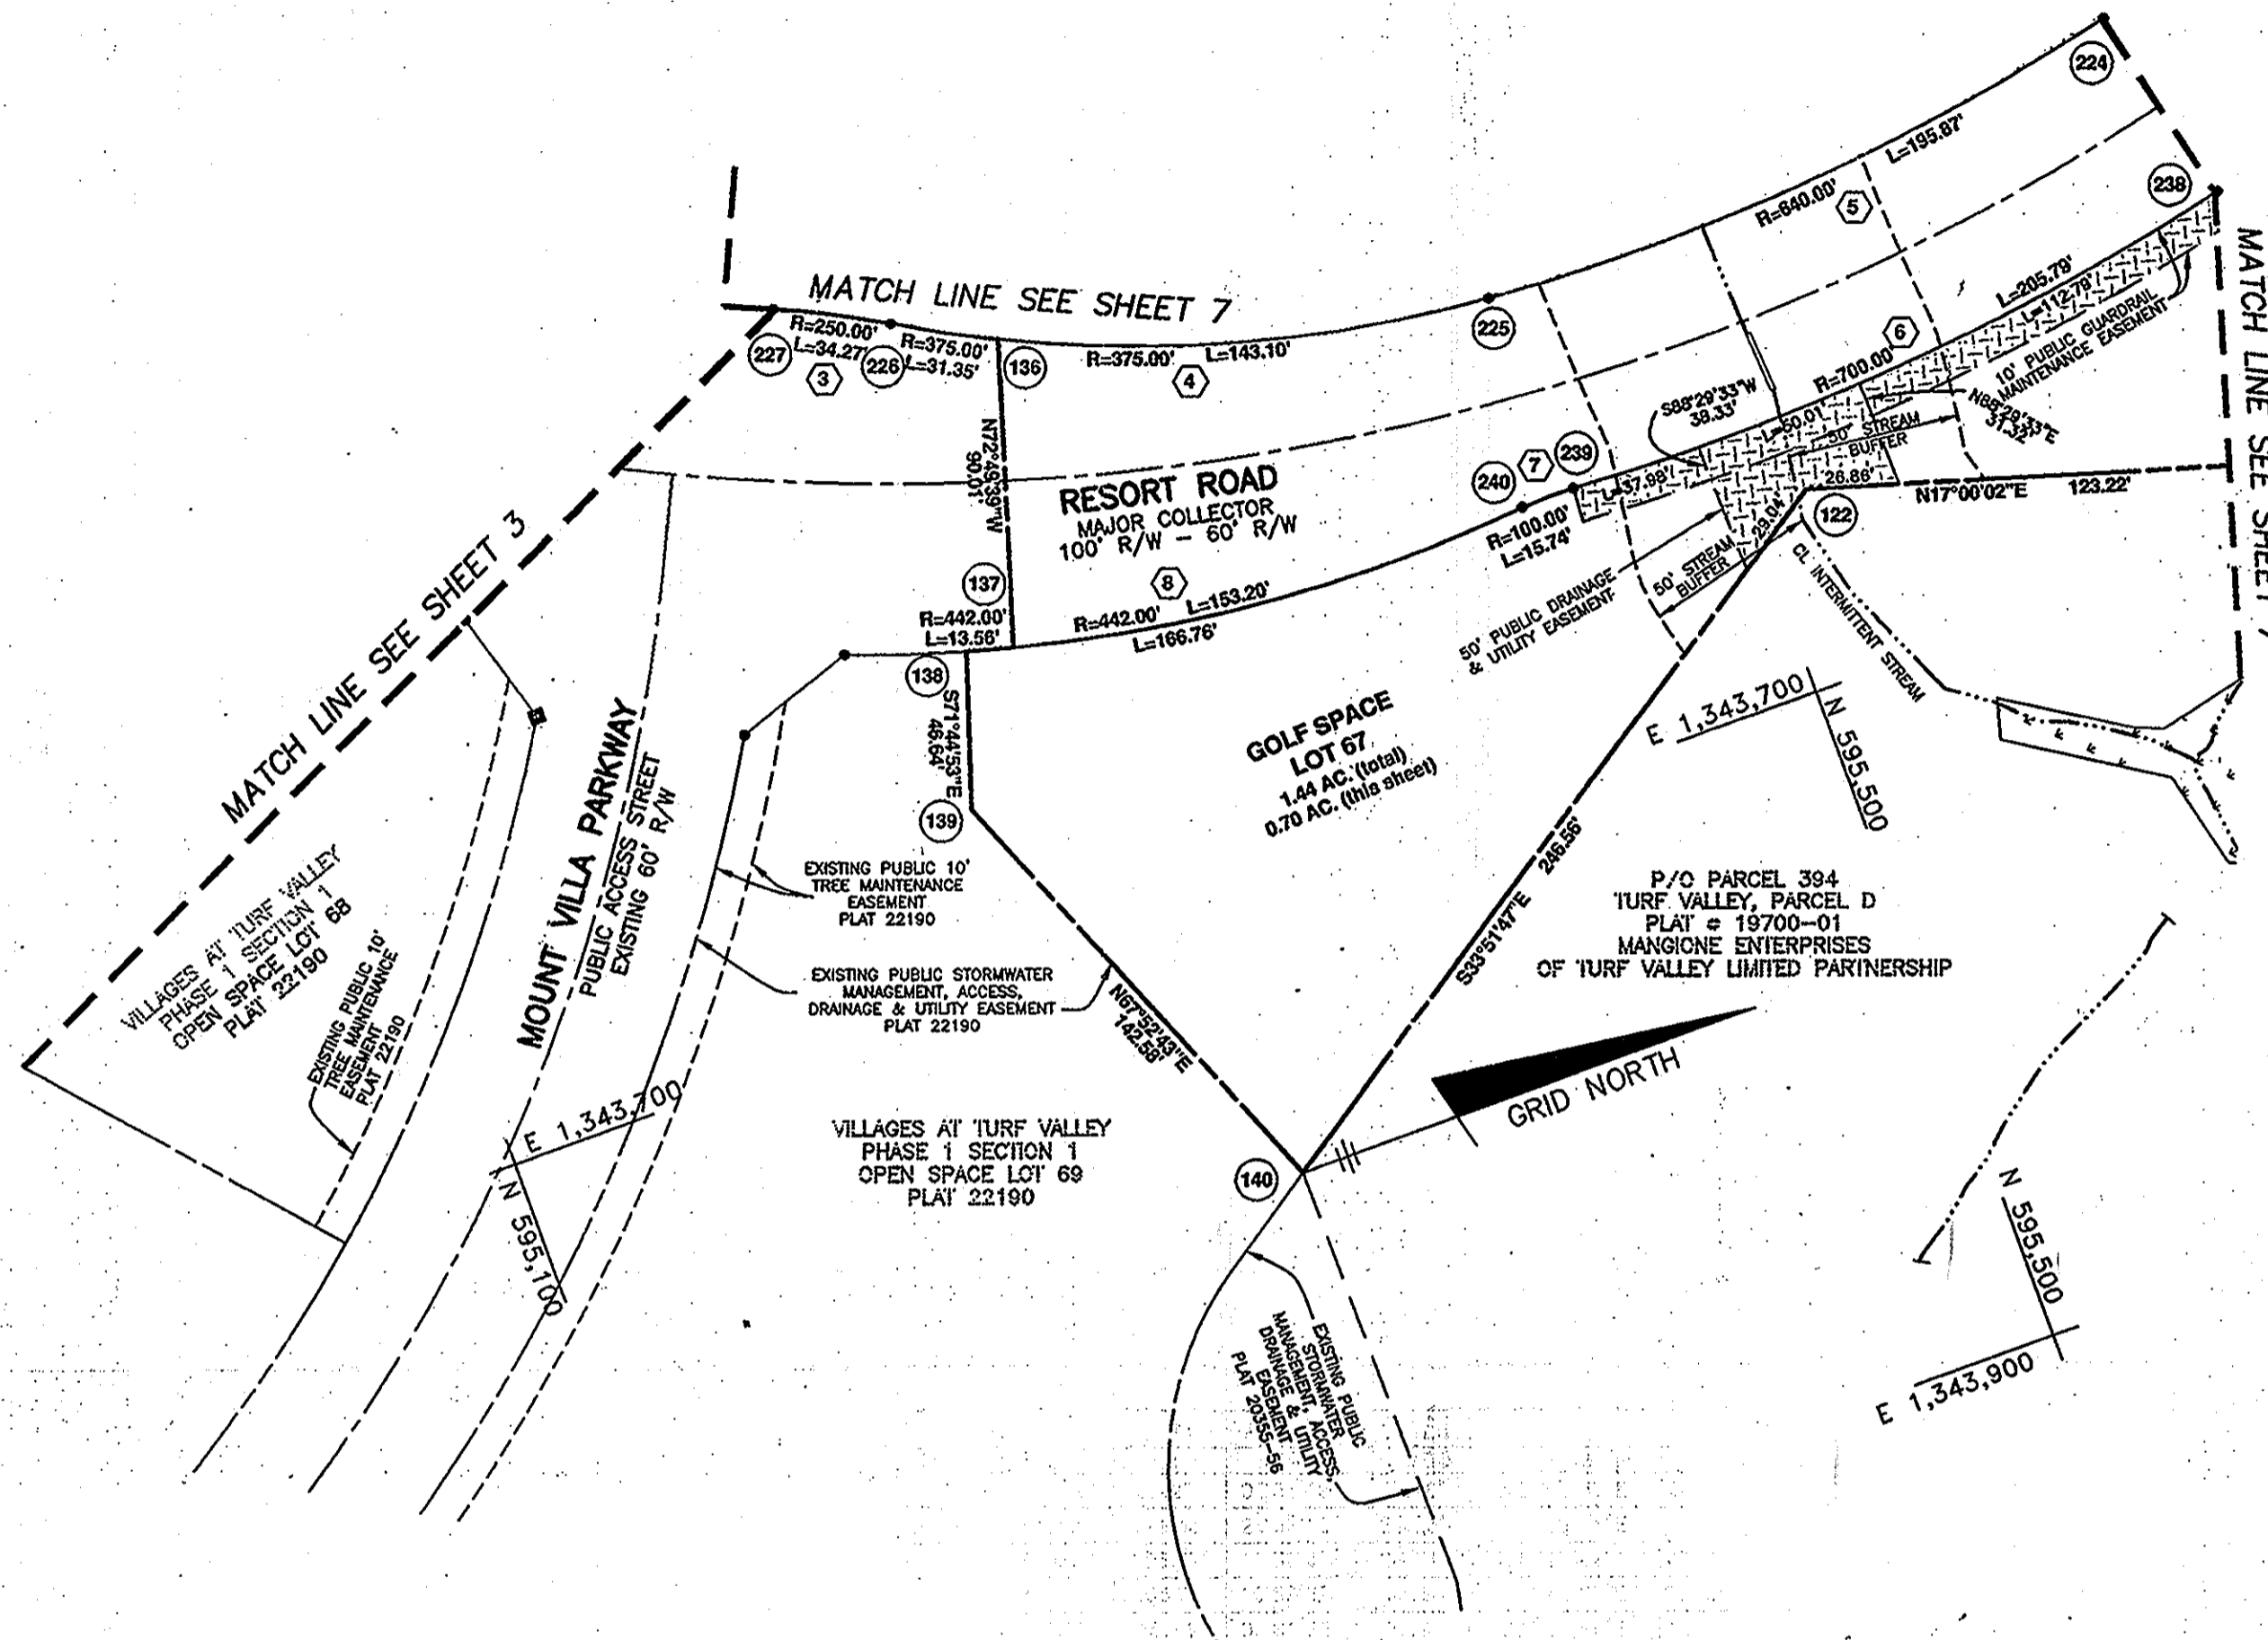 224
L=195.87'
R=640.00'
5
238
MATCH LINE SEE SHEET 7
R=250.00'
L=34.27'
227
3
226
R=375.00'
L=31.35'
136
R=375.00' L=143.10'
4
225
L=205.79'
L=112.79'
10' PUBLIC GUARDRAIL
MAINTENANCE EASEMENT
6
R=700.00'
N88°29'33"E
31.32'
S88°29'33"W
38.33'
L=50.01'
50' STREAM
BUFFER
26.86'
N17°00'02"E 123.22'
MATCH LINE SEE SHEET 7
N72°49'39"W
90.01'
RESORT ROAD
MAJOR COLLECTOR
100' R/W - 60' R/W
240
7
239
L=37.98'
R=100.00'
L=15.74'
29.04'
122
50' STREAM
BUFFER
50' PUBLIC DRAINAGE
& UTILITY EASEMENT
CL INTERMITTENT STREAM
137
8
R=442.00'
L=13.56'
R=442.00' L=153.20'
L=166.76'
138
S71°44'53"E
46.64'
139
MATCH LINE SEE SHEET 3
MOUNT VILLA PARKWAY
PUBLIC ACCESS STREET
EXISTING 60' R/W
GOLF SPACE
LOT 67
1.44 AC. (total)
0.70 AC. (this sheet)
E 1,343,700
N 595,500
S33°51'47"E 246.56'
VILLAGES AT TURF VALLEY
PHASE 1 SECTION 1
OPEN SPACE LOT 68
PLAT 22190
EXISTING PUBLIC 10'
TREE MAINTENANCE
EASEMENT
PLAT 22190
EXISTING PUBLIC 10'
TREE MAINTENANCE
EASEMENT
PLAT 22190
EXISTING PUBLIC STORMWATER
MANAGEMENT, ACCESS,
DRAINAGE & UTILITY EASEMENT
PLAT 22190
N67°52'43"E
142.58'
P/O PARCEL 394
TURF VALLEY, PARCEL D
PLAT # 19700-01
MANGIONE ENTERPRISES
OF TURF VALLEY LIMITED PARTNERSHIP
GRID NORTH
E 1,343,700
N 595,100
VILLAGES AT TURF VALLEY
PHASE 1 SECTION 1
OPEN SPACE LOT 69
PLAT 22190
140
EXISTING PUBLIC
STORMWATER
MANAGEMENT, ACCESS,
DRAINAGE & UTILITY
EASEMENT
PLAT 20355-56
N 595,500
E 1,343,900